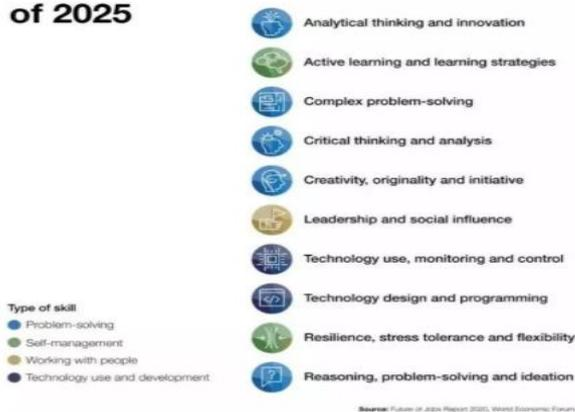 of 2025
Analytical thinking and innovation
Active learning and learning strategies
Complex problem-solving
Critical thinking and analysis
Creativity, originality and initiative
Leadership and social influence
Technology use, monitoring and control
Technology design and programming
Resilience, stress tolerance and flexibility
Reasoning, problem-solving and ideation
Type of skill
Problem-solving
Self-management
Working with people
Technology use and development
Source: Future of Jobs Report 2020, World Economic Forum